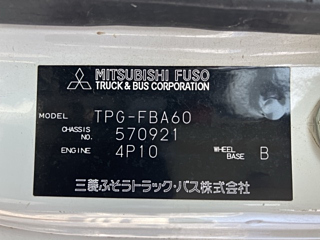 MITSUBISHI FUSO
TRUCK & BUS CORPORATION
MODEL TPG-FBA60
CHASSIS NO. 570921
ENGINE 4P10 WHEEL BASE B
三菱ふそうトラック・バス株式会社